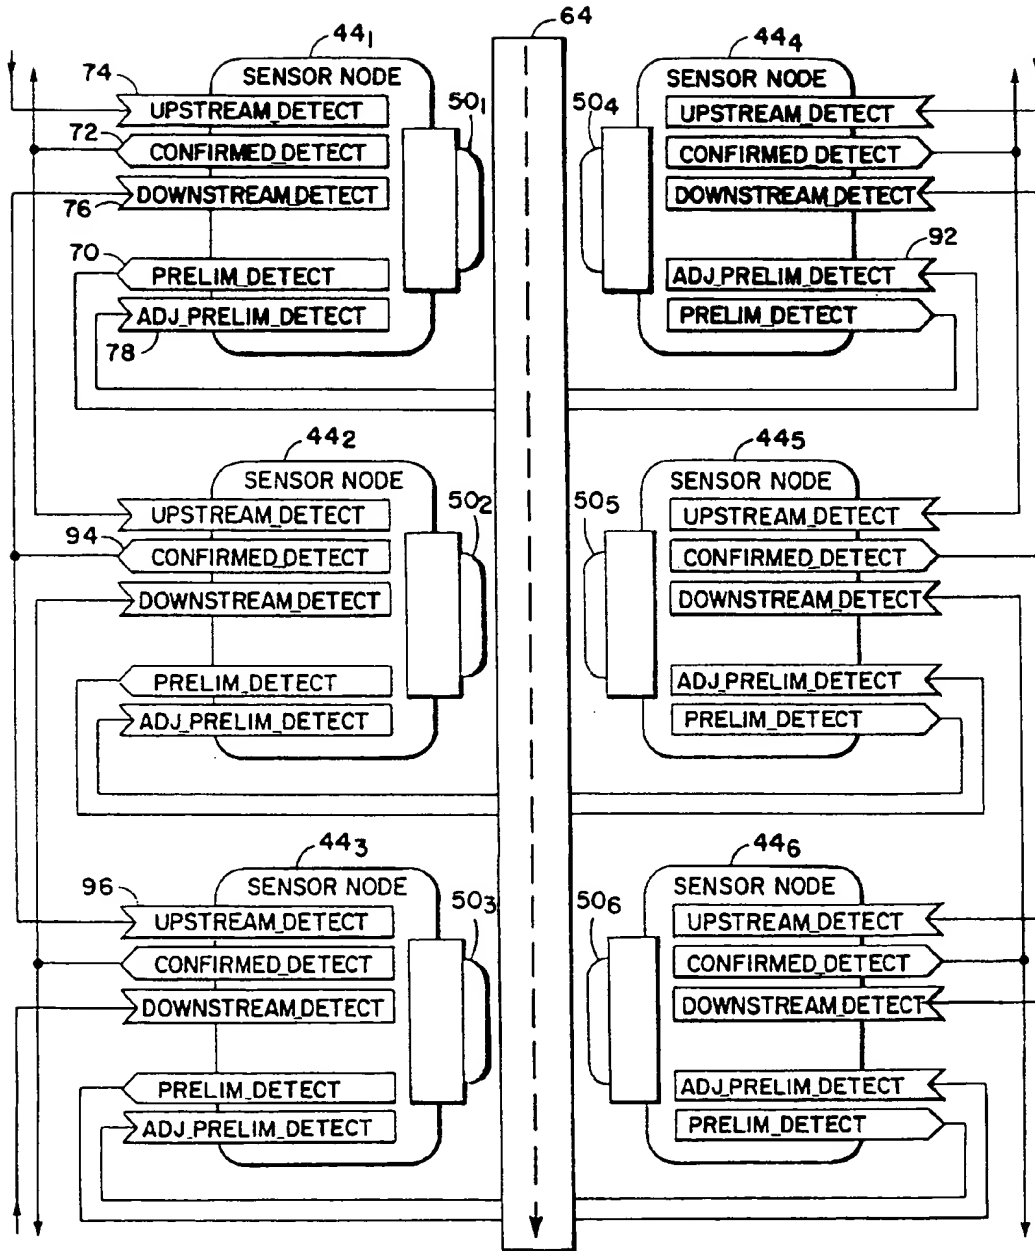 64
44₁
SENSOR NODE
74
UPSTREAM_DETECT
72
CONFIRMED_DETECT
76
DOWNSTREAM_DETECT
70
PRELIM_DETECT
ADJ_PRELIM_DETECT
78
50₁
44₄
SENSOR NODE
50₄
UPSTREAM_DETECT
CONFIRMED_DETECT
DOWNSTREAM_DETECT
92
ADJ_PRELIM_DETECT
PRELIM_DETECT
44₂
SENSOR NODE
UPSTREAM_DETECT
94
CONFIRMED_DETECT
DOWNSTREAM_DETECT
PRELIM_DETECT
ADJ_PRELIM_DETECT
50₂
44₅
SENSOR NODE
50₅
UPSTREAM_DETECT
CONFIRMED_DETECT
DOWNSTREAM_DETECT
ADJ_PRELIM_DETECT
PRELIM_DETECT
44₃
SENSOR NODE
96
UPSTREAM_DETECT
CONFIRMED_DETECT
DOWNSTREAM_DETECT
PRELIM_DETECT
ADJ_PRELIM_DETECT
50₃
44₆
SENSOR NODE
50₆
UPSTREAM_DETECT
CONFIRMED_DETECT
DOWNSTREAM_DETECT
ADJ_PRELIM_DETECT
PRELIM_DETECT